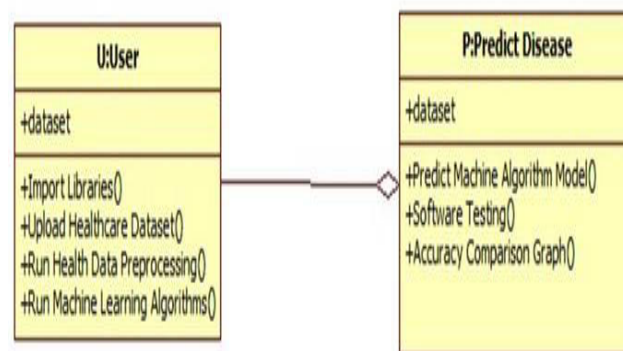 U:User
+dataset
+Import Libraries()
+Upload Healthcare Dataset()
+Run Health Data Preprocessing()
+Run Machine Learning Algorithms()
P:Predict Disease
+dataset
+Predict Machine Algorithm Model()
+Software Testing()
+Accuracy Comparison Graph()